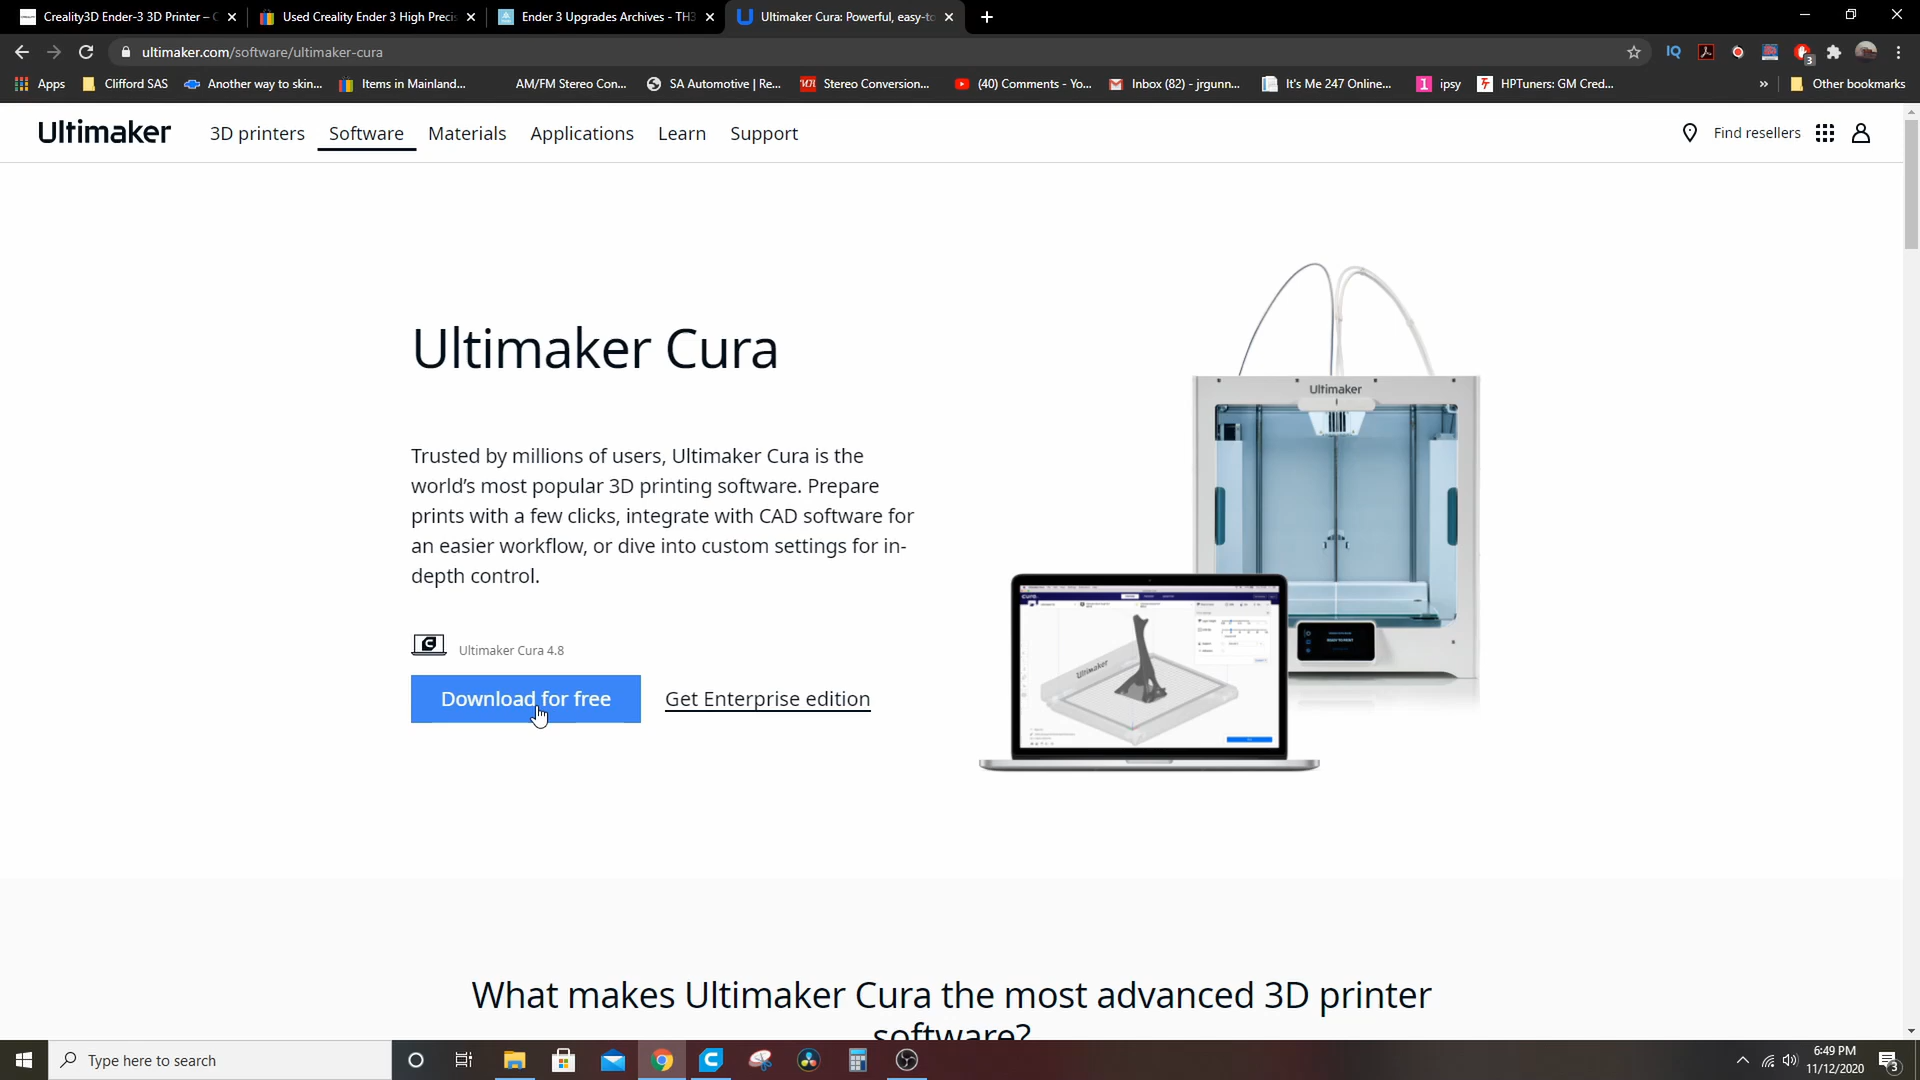 Creality3D Ender-3 3D Printer –
Used Creality Ender 3 High Preci
Ender 3 Upgrades Archives - TH3
Ultimaker Cura: Powerful, easy-to
ultimaker.com/software/ultimaker-cura
Apps
Clifford SAS
Another way to skin...
Items in Mainland...
AM/FM Stereo Con...
SA Automotive | Re...
Stereo Conversion...
(40) Comments - Yo...
Inbox (82) - jrgunn...
It's Me 247 Online...
ipsy
HPTuners: GM Cred...
»
Other bookmarks
Ultimaker
3D printers
Software
Materials
Applications
Learn
Support
Find resellers
Ultimaker Cura
Trusted by millions of users, Ultimaker Cura is the
world's most popular 3D printing software. Prepare
prints with a few clicks, integrate with CAD software for
an easier workflow, or dive into custom settings for in-
depth control.
Ultimaker Cura 4.8
Download for free
Get Enterprise edition
Ultimaker
Ultimaker
What makes Ultimaker Cura the most advanced 3D printer
software?
Type here to search
6:49 PM
11/12/2020
3